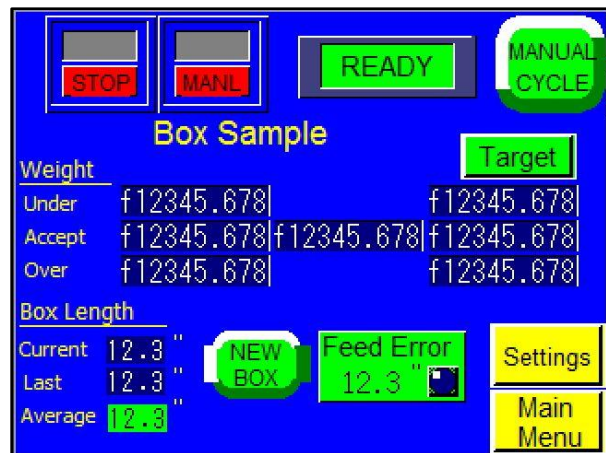 STOP MANL READY MANUAL CYCLE
Box Sample
Target
Weight
Under f12345.678 f12345.678
Accept f12345.678 f12345.678 f12345.678
Over f12345.678 f12345.678
Box Length
Current 12.3 "
Last 12.3 "
Average 12.3 "
NEW
BOX
Feed Error
12.3 "
Settings
Main
Menu